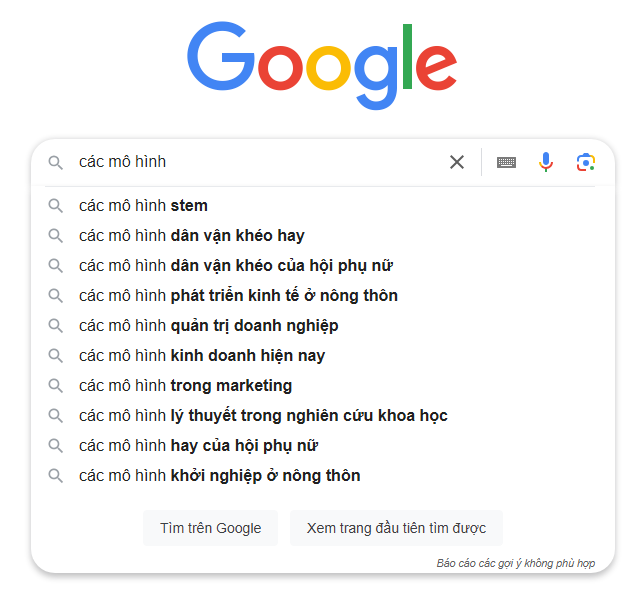 Google
các mô hình
các mô hình stem
các mô hình dân vận khéo hay
các mô hình dân vận khéo của hội phụ nữ
các mô hình phát triển kinh tế ở nông thôn
các mô hình quản trị doanh nghiệp
các mô hình kinh doanh hiện nay
các mô hình trong marketing
các mô hình lý thuyết trong nghiên cứu khoa học
các mô hình hay của hội phụ nữ
các mô hình khởi nghiệp ở nông thôn
Tìm trên Google Xem trang đầu tiên tìm được
Báo cáo các gợi ý không phù hợp